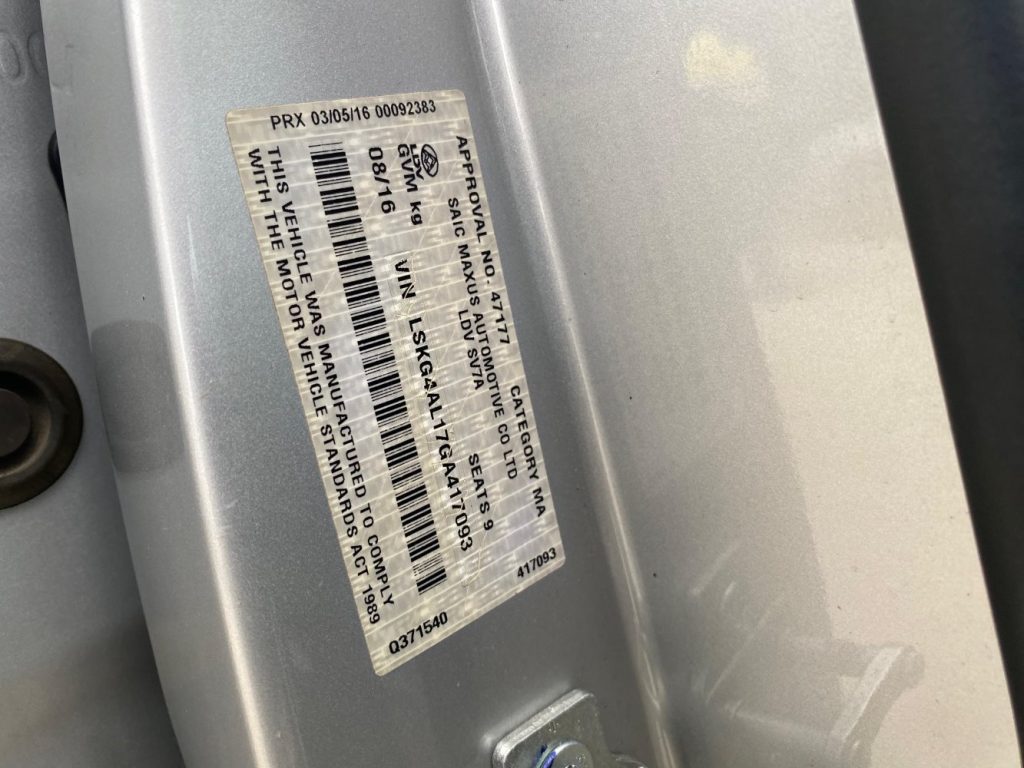 PRX 03/05/16 00092383
APPROVAL NO. 47177 CATEGORY MA
SAIC MAXUS AUTOMOTIVE CO LTD
LDV
LDV SV7A
GVM kg SEATS 9
08/16 VIN LSKG4AL17GA417093
THIS VEHICLE WAS MANUFACTURED TO COMPLY
WITH THE MOTOR VEHICLE STANDARDS ACT 1989
417093
Q371540